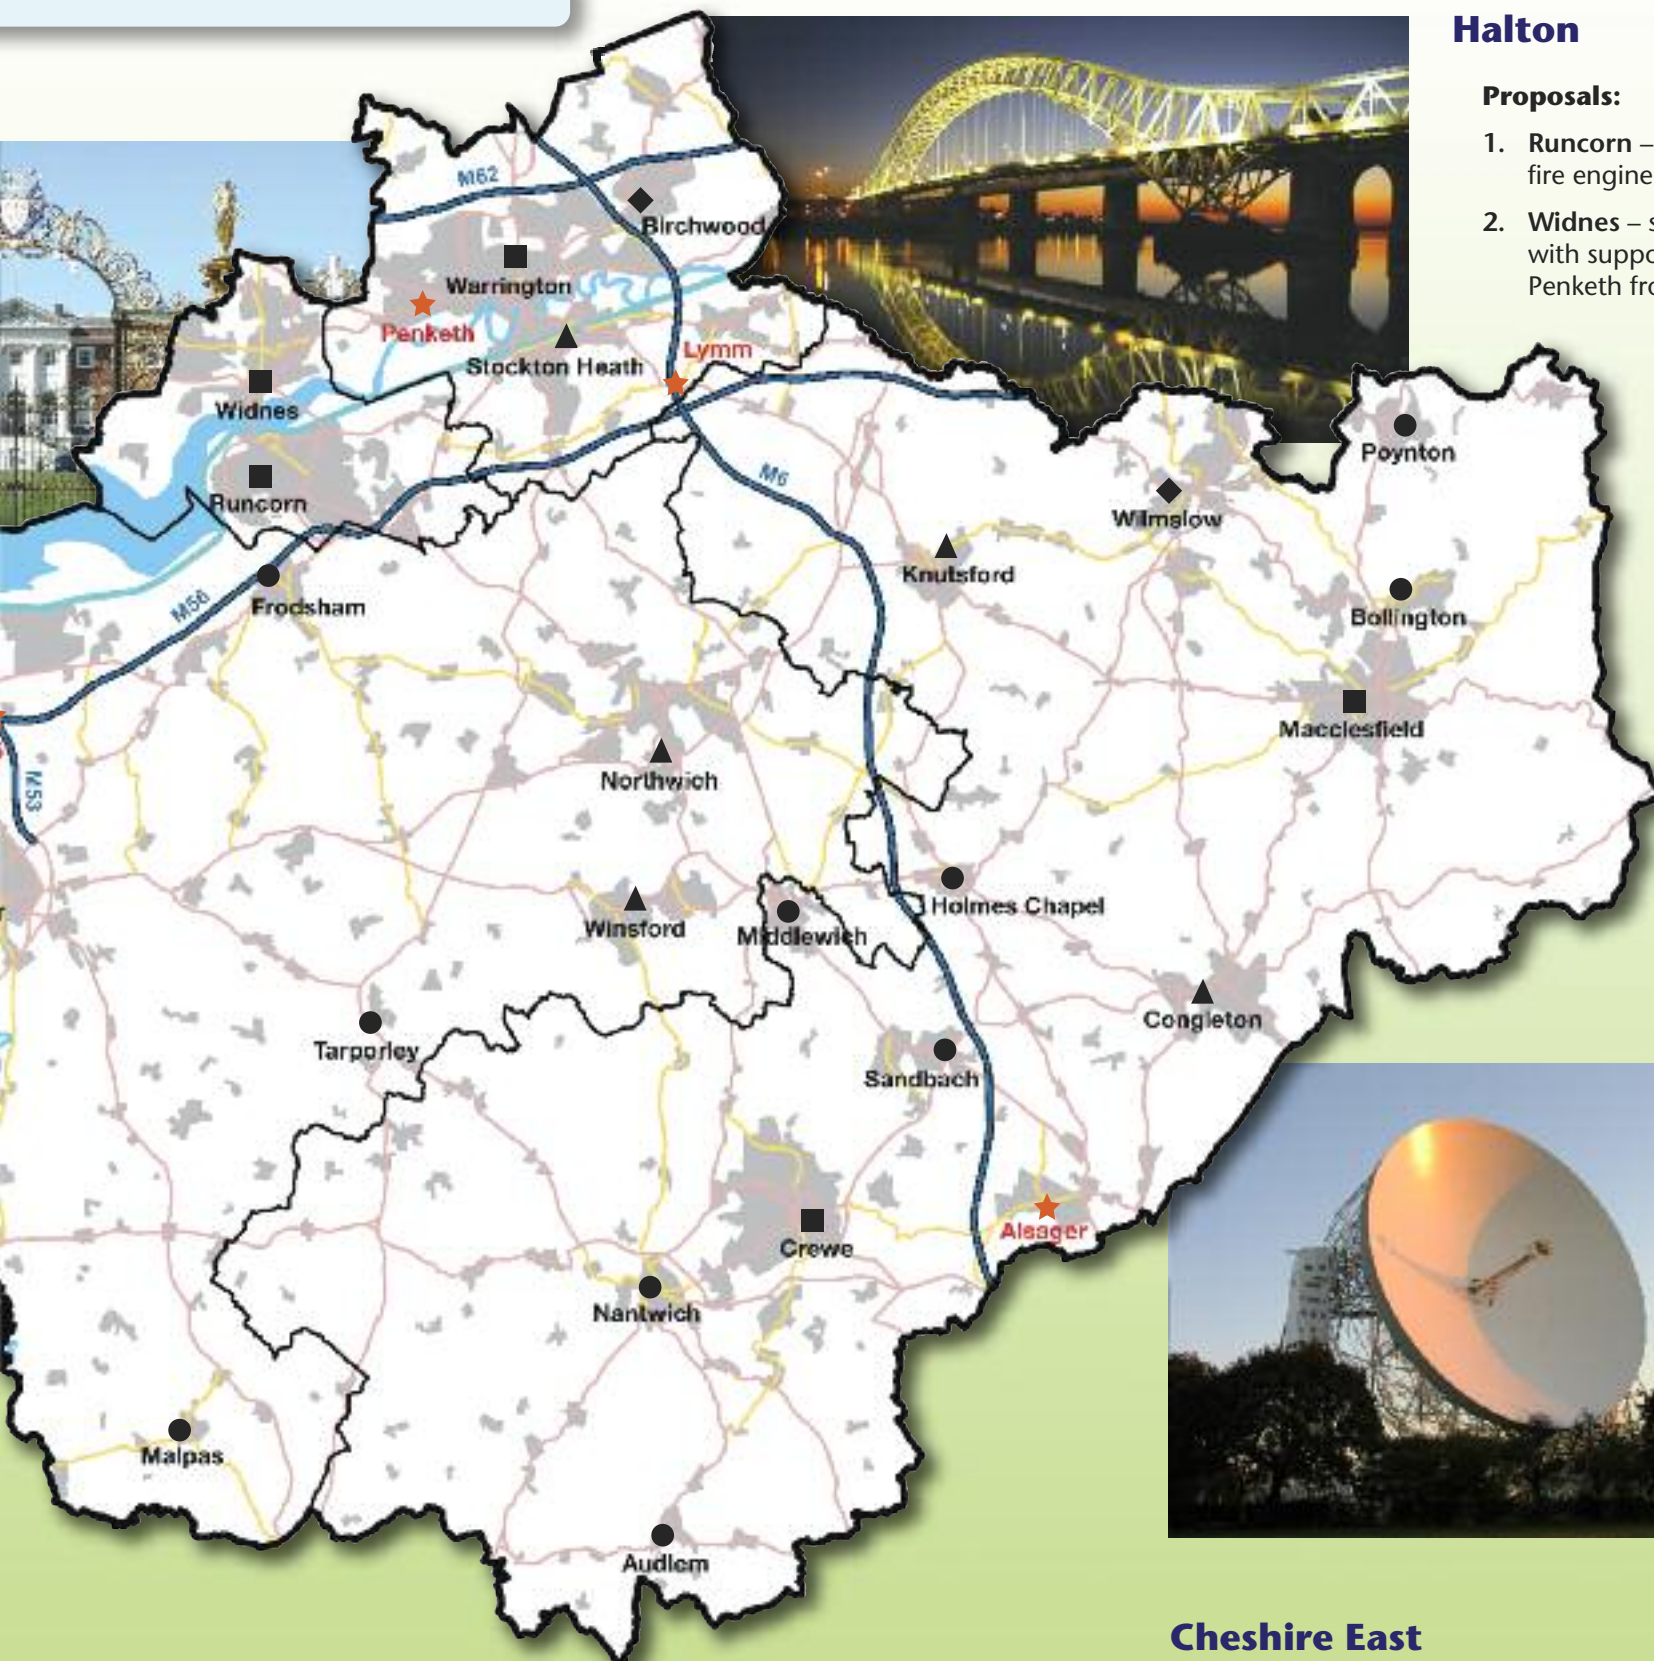 Halton
Proposals:
1. Runcorn –
fire engine
2. Widnes – s
with suppo
Penketh fro
M62
Birchwood
Warrington
Penketh
Stockton Heath
Lymm
Widnes
Runcorn
M6
Poynton
Wilmslow
Knutsford
Frodsham
M56
Bollington
Macclesfield
M53
Northwich
Holmes Chapel
Winsford
Middlewich
Congleton
Tarporley
Sandbach
Alsager
Crewe
Nantwich
Malpas
Audlem
Cheshire East